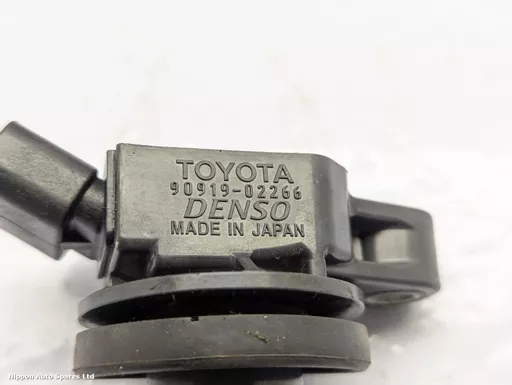 TOYOTA
90919-02266
DENSO
MADE IN JAPAN
Nippon Auto Spares Ltd